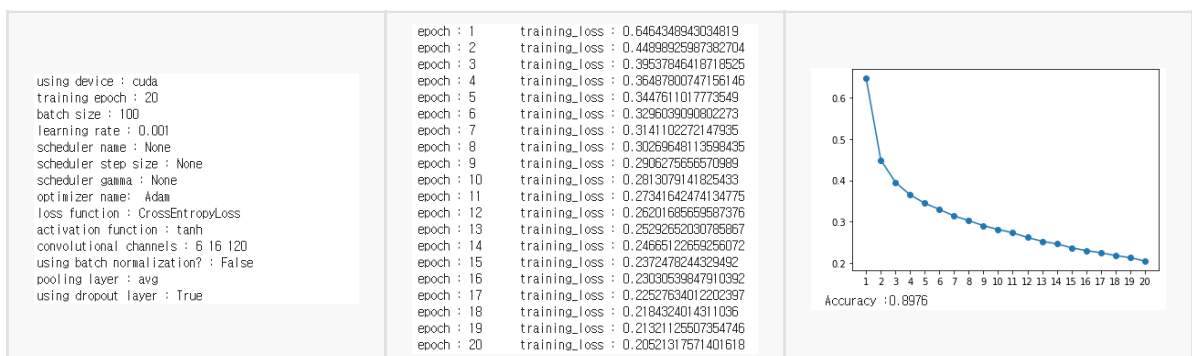 using device : cuda
training epoch : 20
batch size : 100
learning rate : 0.001
scheduler name : None
scheduler step size : None
scheduler gamma : None
optimizer name:  Adam
loss function : CrossEntropyLoss
activation function : tanh
convolutional channels : 6 16 120
using batch normalization? : False
pooling layer : avg
using dropout layer : True
epoch : 1 training_loss : 0.6464348943034819
epoch : 2 training_loss : 0.44898925987382704
epoch : 3 training_loss : 0.39537846418718525
epoch : 4 training_loss : 0.36487800747156146
epoch : 5 training_loss : 0.3447611017773549
epoch : 6 training_loss : 0.3296039090802273
epoch : 7 training_loss : 0.3141102272147935
epoch : 8 training_loss : 0.30269648113598435
epoch : 9 training_loss : 0.2906275656570989
epoch : 10 training_loss : 0.2813079141825433
epoch : 11 training_loss : 0.27341642474134775
epoch : 12 training_loss : 0.26201685659587376
epoch : 13 training_loss : 0.25292652030785867
epoch : 14 training_loss : 0.24665122659256072
epoch : 15 training_loss : 0.2372478244329492
epoch : 16 training_loss : 0.23030539847910392
epoch : 17 training_loss : 0.22527634012202397
epoch : 18 training_loss : 0.2184324014311036
epoch : 19 training_loss : 0.21321125507354746
epoch : 20 training_loss : 0.20521317571401618
0.6
0.5
0.4
0.3
0.2
1 2 3 4 5 6 7 8 9 10 11 12 13 14 15 16 17 18 19 20
Accuracy :0.8976